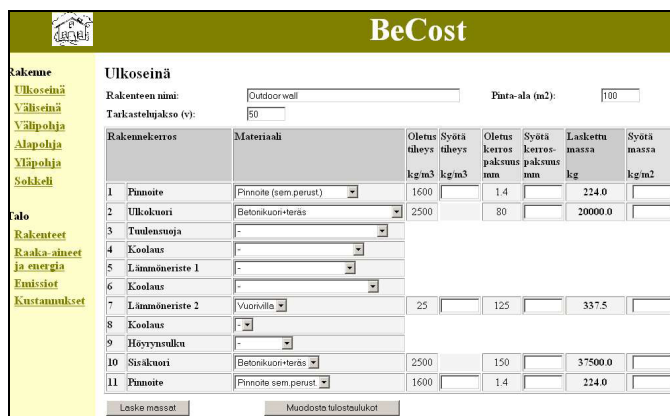 BeCost
Rakenne
Ulkoseinä
Väliseinä
Välipohja
Alapohja
Yläpohja
Sokkeli
Talo
Rakenteet
Raaka-aineet
ja energia
Emissiot
Kustannukset
Ulkoseinä
Rakenteen nimi: Outdoor wall Pinta-ala (m2): 100
Tarkastelujakso (v): 50
Rakennekerros Materiaali Oletus tiheys kg/m3 Syötä tiheys kg/m3 Oletus kerros paksuus mm Syötä kerros-paksuus mm Laskettu massa kg Syötä massa kg/m2
1 Pinnoite Pinnoite (sem.perust.) 1600 1.4 224.0
2 Ulkokuori Betonikuori+teräs 2500 80 20000.0
3 Tuulensuoja -
4 Koolaus -
5 Lämmöneriste 1 -
6 Koolaus -
7 Lämmöneriste 2 Vuorivilla 25 125 337.5
8 Koolaus -
9 Höyrynsulku -
10 Sisäkuori Betonikuori+teräs 2500 150 37500.0
11 Pinnoite Pinnoite sem.perust. 1600 1.4 224.0
Laske massat Muodosta tulostaulukot